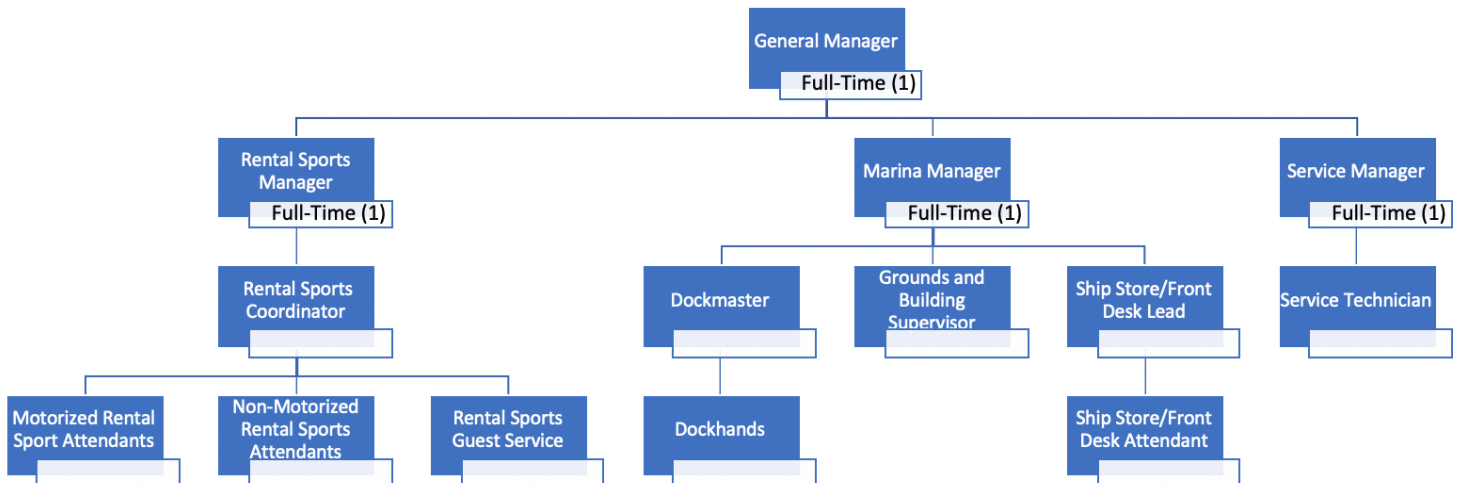 General Manager
Full-Time (1)
Rental Sports
Manager
Full-Time (1)
Marina Manager
Full-Time (1)
Service Manager
Full-Time (1)
Rental Sports
Coordinator
Dockmaster
Grounds and
Building
Supervisor
Ship Store/Front
Desk Lead
Service Technician
Motorized Rental
Sport Attendants
Non-Motorized
Rental Sports
Attendants
Rental Sports
Guest Service
Dockhands
Ship Store/Front
Desk Attendant